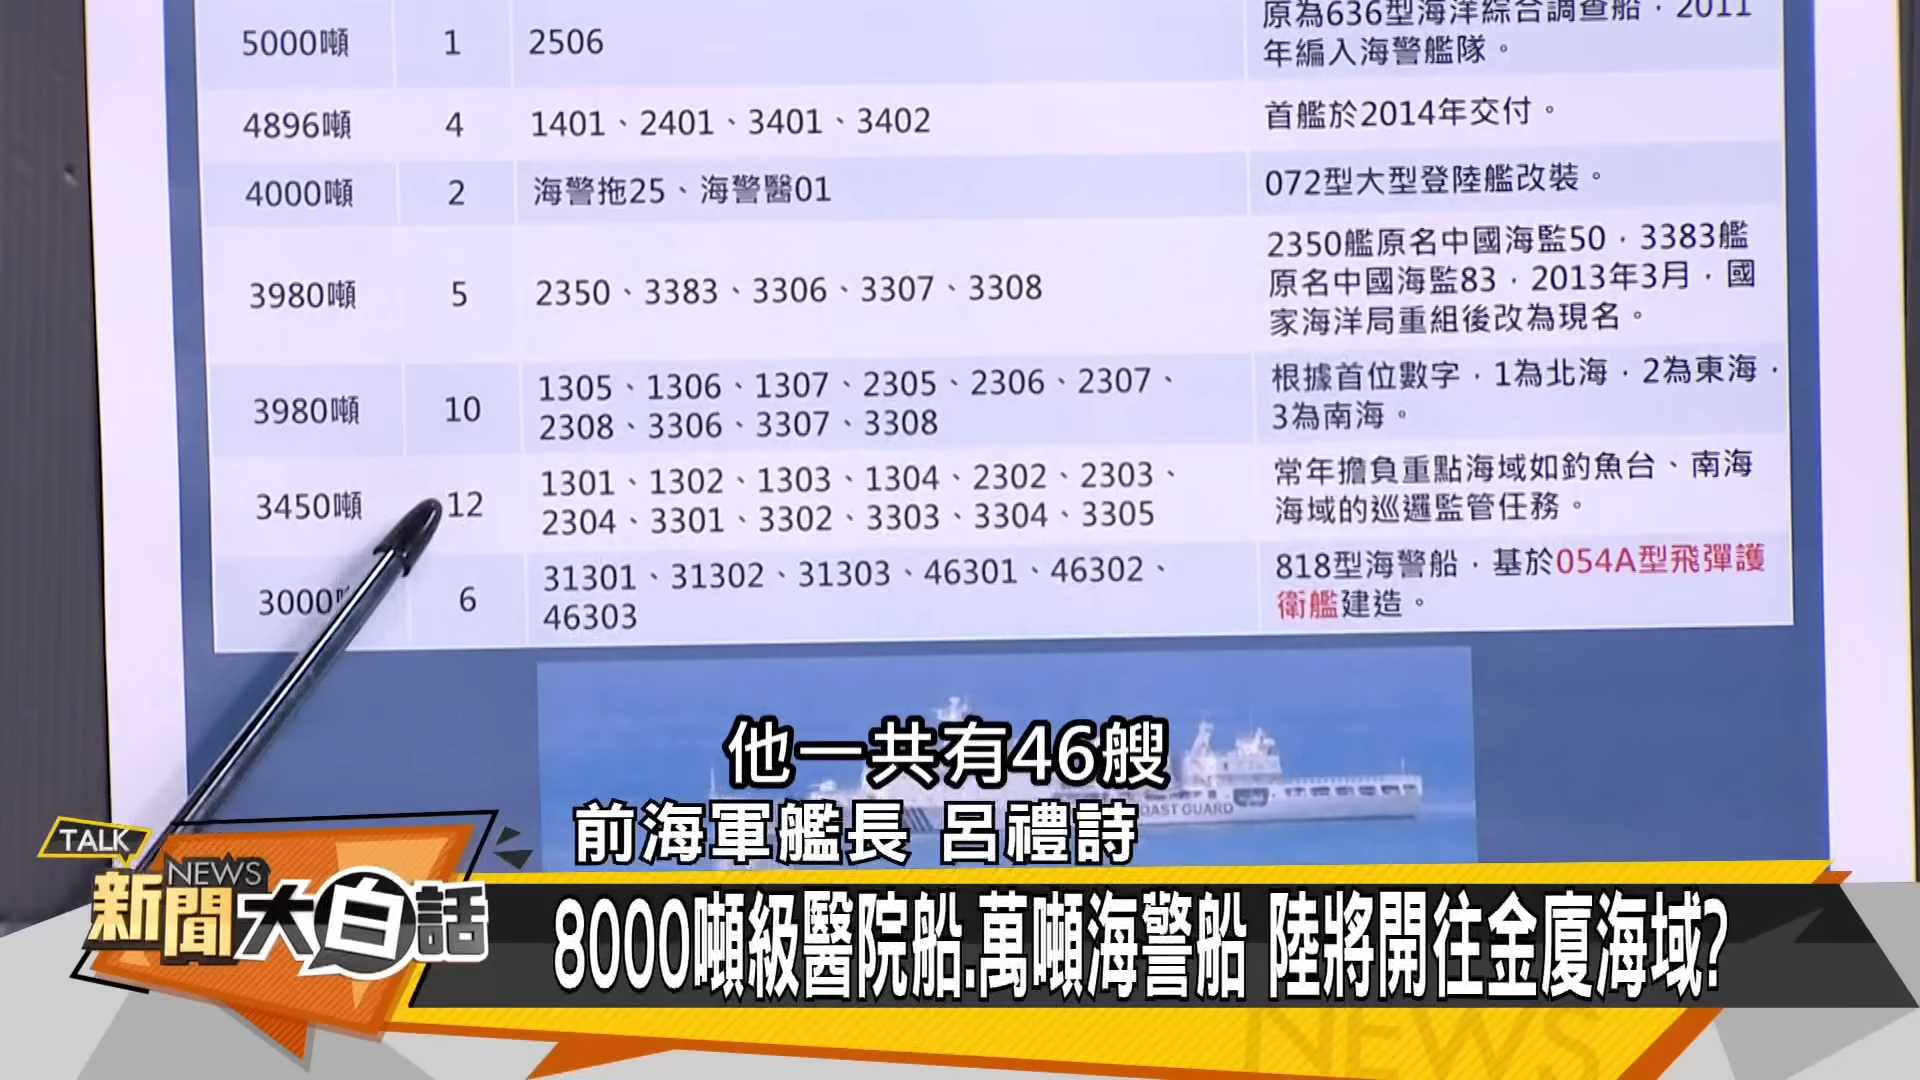 5000噸 1 2506 原為636型海洋綜合調查船，2011
年編入海警艦隊。
4896噸 4 1401、2401、3401、3402 首艦於2014年交付。
4000噸 2 海警拖25、海警醫01 072型大型登陸艦改裝。
3980噸 5 2350、3383、3306、3307、3308 2350艦原名中國海監50，3383艦
原名中國海監83，2013年3月，國
家海洋局重組後改為現名。
3980噸 10 1305、1306、1307、2305、2306、2307、
2308、3306、3307、3308
根據首位數字，1為北海，2為東海，
3為南海。
3450噸 12 1301、1302、1303、1304、2302、2303、
2304、3301、3302、3303、3304、3305
常年擔負重點海域如釣魚台、南海
海域的巡邏監管任務。
3000 6 31301、31302、31303、46301、46302、
46303
818型海警船，基於054A型飛彈護
衛艦建造。
COAST GUARD
他一共有46艘
前海軍艦長 呂禮詩
TALK
NEWS
新聞大白話
8000噸級醫院船.萬噸海警船 陸將開往金廈海域?
NEWS